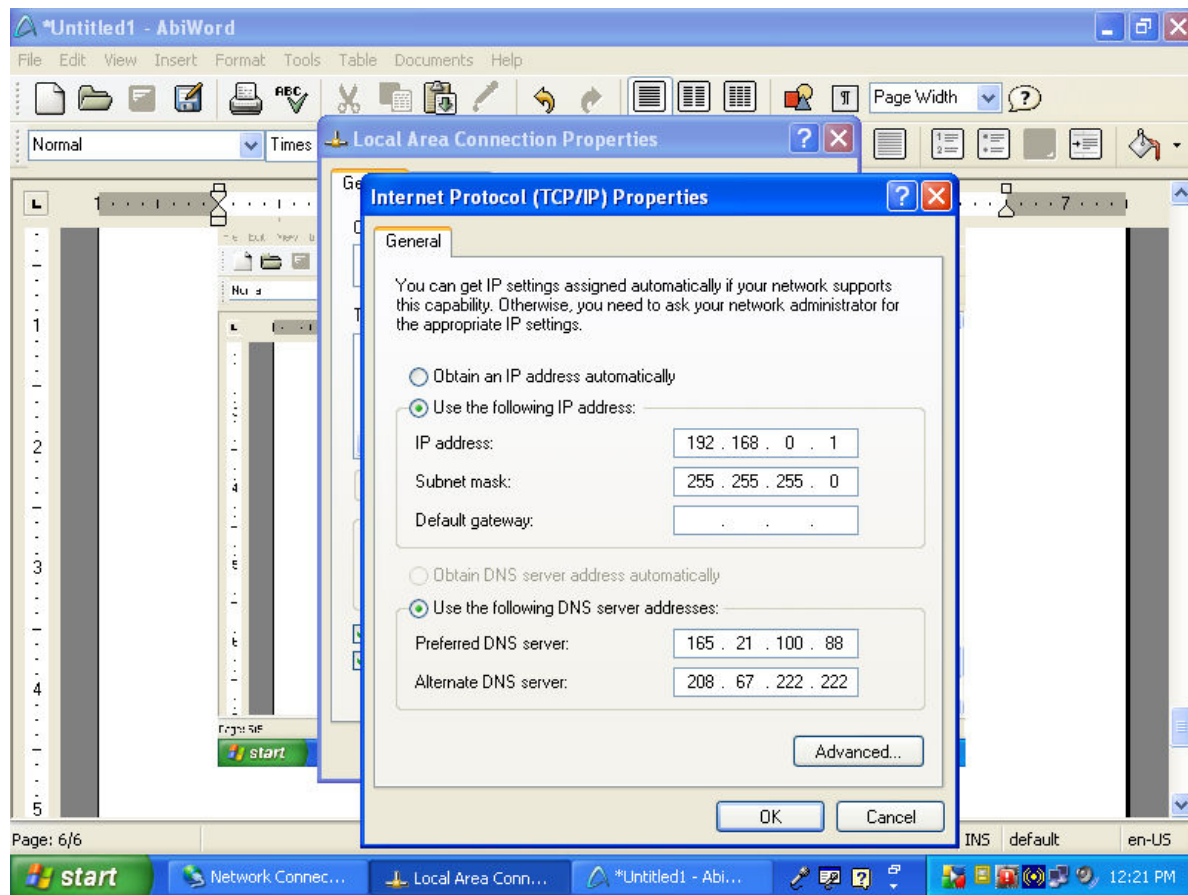 *Untitled1 - AbiWord
File Edit View Insert Format Tools Table Documents Help
ABC
Page Width
Normal
Times
Local Area Connection Properties
Internet Protocol (TCP/IP) Properties
General
You can get IP settings assigned automatically if your network supports
this capability. Otherwise, you need to ask your network administrator for
the appropriate IP settings.
Obtain an IP address automatically
Use the following IP address:
IP address: 192 . 168 . 0 . 1
Subnet mask: 255 . 255 . 255 . 0
Default gateway: . . .
Obtain DNS server address automatically
Use the following DNS server addresses:
Preferred DNS server: 165 . 21 . 100 . 88
Alternate DNS server: 208 . 67 . 222 . 222
Advanced...
OK Cancel
start
Page: 6/6 INS default en-US
start Network Connec... Local Area Conn... *Untitled1 - Abi... 12:21 PM